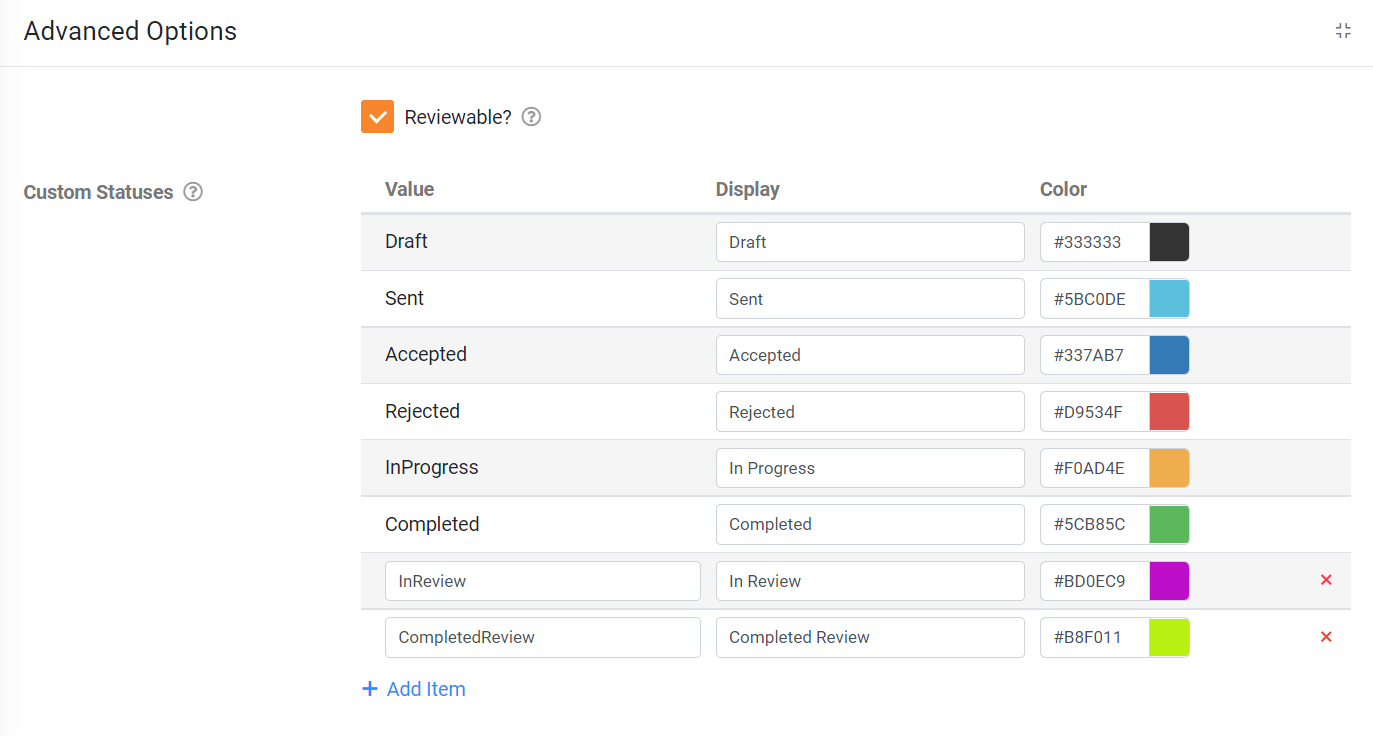 Advanced Options
Reviewable?
Custom Statuses
Value Display Color
Draft Draft #333333
Sent Sent #5BC0DE
Accepted Accepted #337AB7
Rejected Rejected #D9534F
InProgress In Progress #F0AD4E
Completed Completed #5CB85C
InReview In Review #BD0EC9
CompletedReview Completed Review #B8F011
+ Add Item